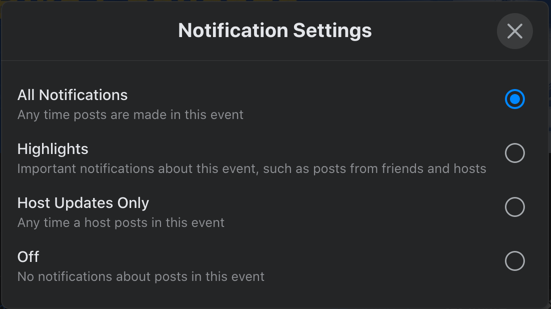 Notification Settings
All Notifications
Any time posts are made in this event
Highlights
Important notifications about this event, such as posts from friends and hosts
Host Updates Only
Any time a host posts in this event
Off
No notifications about posts in this event